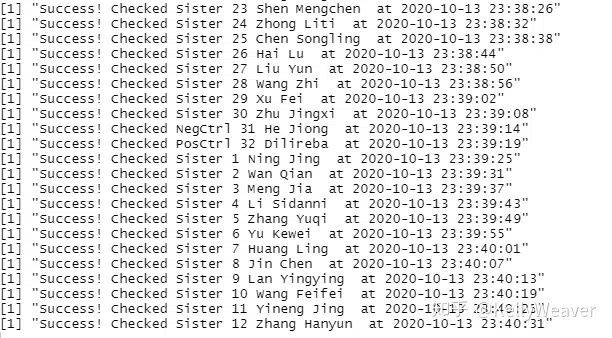 [1] "Success! Checked Sister 23 Shen Mengchen  at 2020-10-13 23:38:26"
[1] "Success! Checked Sister 24 Zhong Liti  at 2020-10-13 23:38:32"
[1] "Success! Checked Sister 25 Chen Songling  at 2020-10-13 23:38:38"
[1] "Success! Checked Sister 26 Hai Lu  at 2020-10-13 23:38:44"
[1] "Success! Checked Sister 27 Liu Yun  at 2020-10-13 23:38:50"
[1] "Success! Checked Sister 28 Wang Zhi  at 2020-10-13 23:38:56"
[1] "Success! Checked Sister 29 Xu Fei  at 2020-10-13 23:39:02"
[1] "Success! Checked Sister 30 Zhu Jingxi  at 2020-10-13 23:39:08"
[1] "Success! Checked NegCtrl 31 He Jiong  at 2020-10-13 23:39:14"
[1] "Success! Checked PosCtrl 32 Dilireba  at 2020-10-13 23:39:19"
[1] "Success! Checked Sister 1 Ning Jing  at 2020-10-13 23:39:25"
[1] "Success! Checked Sister 2 Wan Qian  at 2020-10-13 23:39:31"
[1] "Success! Checked Sister 3 Meng Jia  at 2020-10-13 23:39:37"
[1] "Success! Checked Sister 4 Li Sidanni  at 2020-10-13 23:39:43"
[1] "Success! Checked Sister 5 Zhang Yuqi  at 2020-10-13 23:39:49"
[1] "Success! Checked Sister 6 Yu Kewei  at 2020-10-13 23:39:55"
[1] "Success! Checked Sister 7 Huang Ling  at 2020-10-13 23:40:01"
[1] "Success! Checked Sister 8 Jin Chen  at 2020-10-13 23:40:07"
[1] "Success! Checked Sister 9 Lan Yingying  at 2020-10-13 23:40:13"
[1] "Success! Checked Sister 10 Wang Feifei  at 2020-10-13 23:40:19"
[1] "Success! Checked Sister 11 Yineng Jing  at 2020-10-13 23:40:25"
[1] "Success! Checked Sister 12 Zhang Hanyun  at 2020-10-13 23:40:31"
知乎 @KellyWeaver